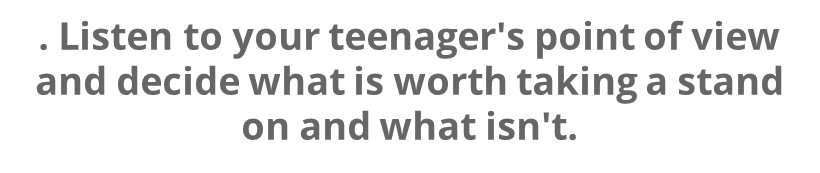 . Listen to your teenager's point of view
and decide what is worth taking a stand
on and what isn't.